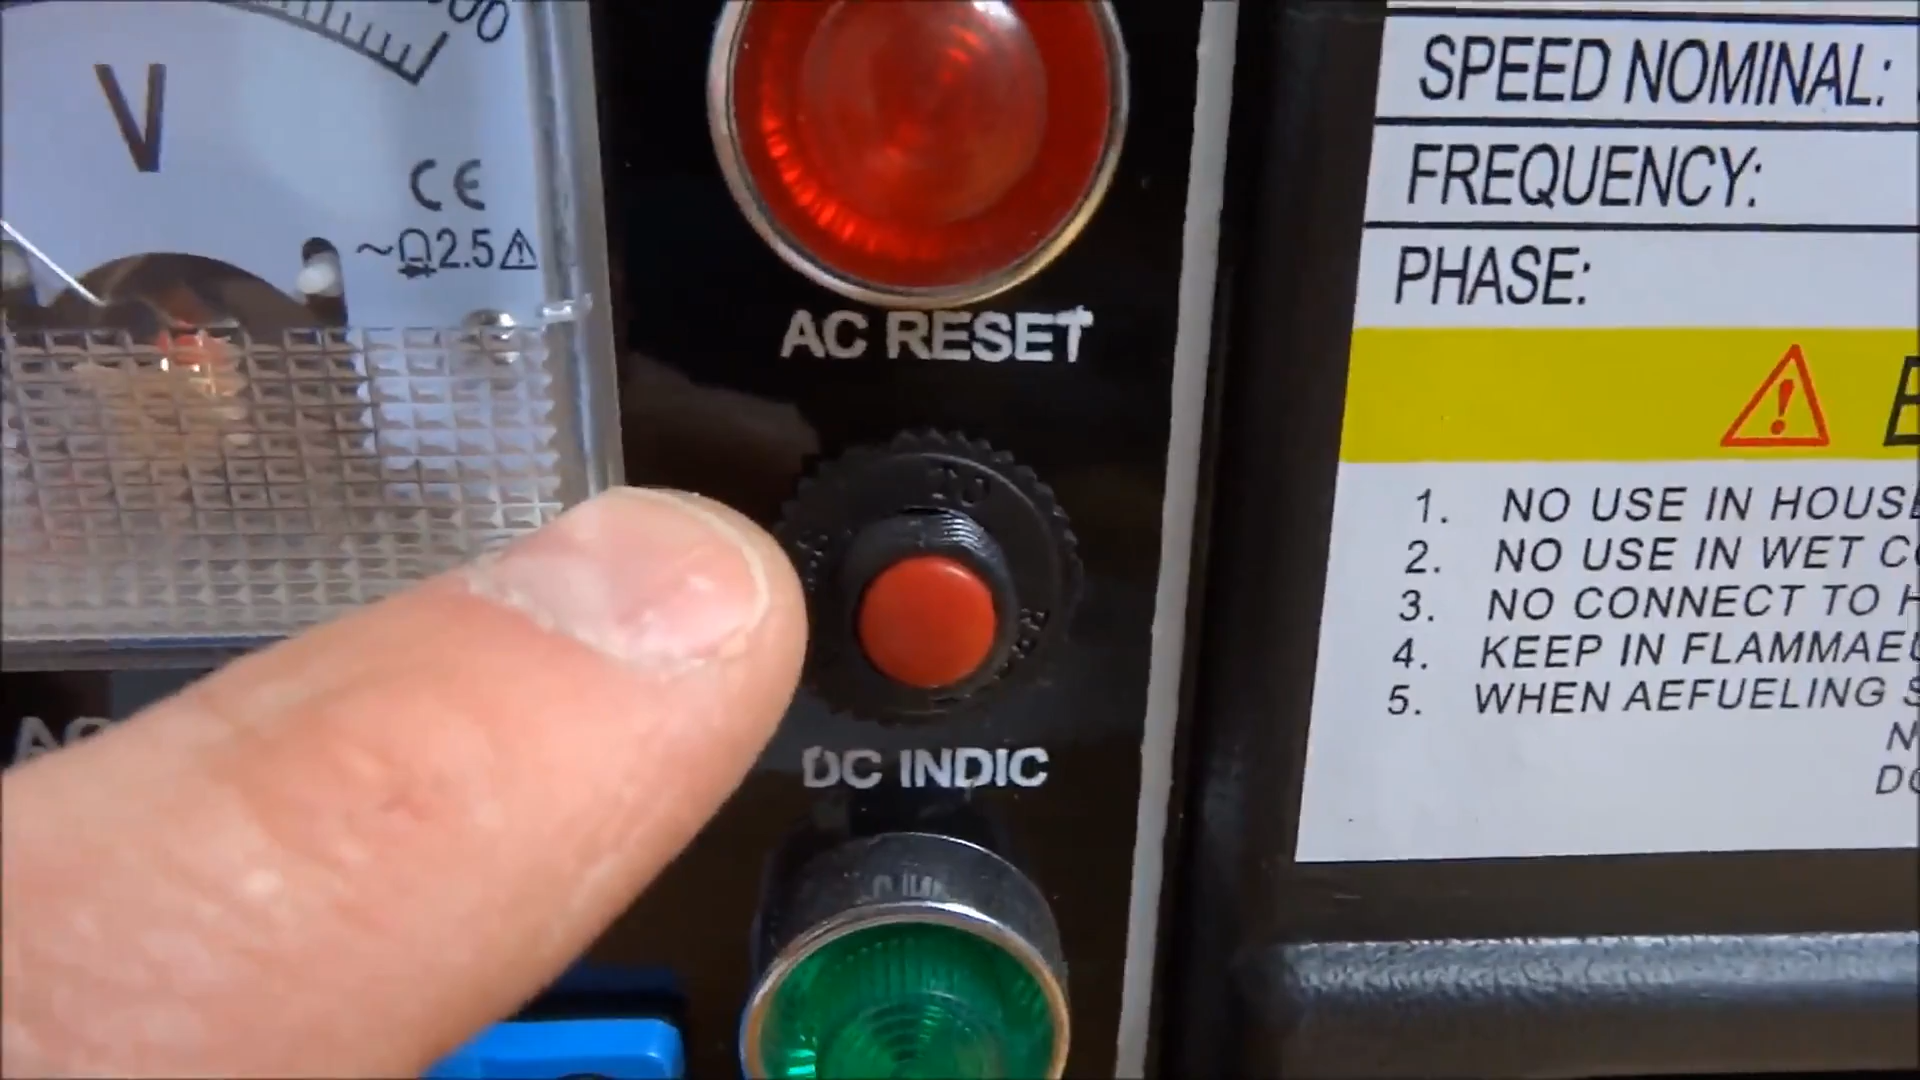 V
CE
~ 2.5
AC RESET
DC INDIC
SPEED NOMINAL:
FREQUENCY:
PHASE:
1. NO USE IN HOUSE
2. NO USE IN WET
3. NO CONNECT TO
4. KEEP IN
5. WHEN AEFUELING